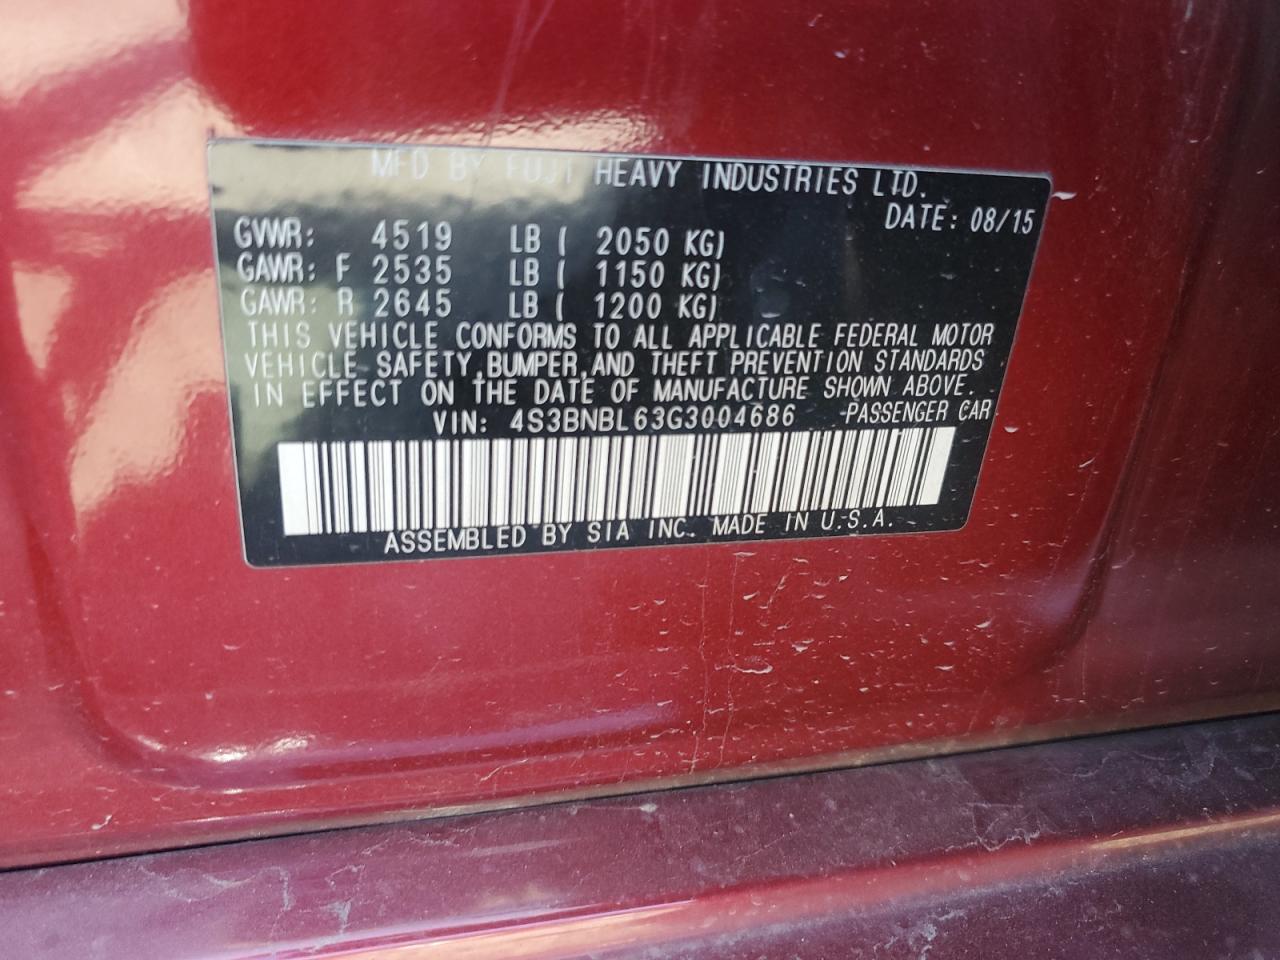 MFD BY FUJI HEAVY INDUSTRIES LTD.
DATE: 08/15
GVWR: 4519 LB ( 2050 KG)
GAWR: F 2535 LB ( 1150 KG)
GAWR: R 2645 LB ( 1200 KG)
THIS VEHICLE CONFORMS TO ALL APPLICABLE FEDERAL MOTOR
VEHICLE SAFETY,BUMPER,AND THEFT PREVENTION STANDARDS
IN EFFECT ON THE DATE OF MANUFACTURE SHOWN ABOVE.
VIN: 4S3BNBL63G3004686 PASSENGER CAR
ASSEMBLED BY SIA INC. MADE IN U.S.A.